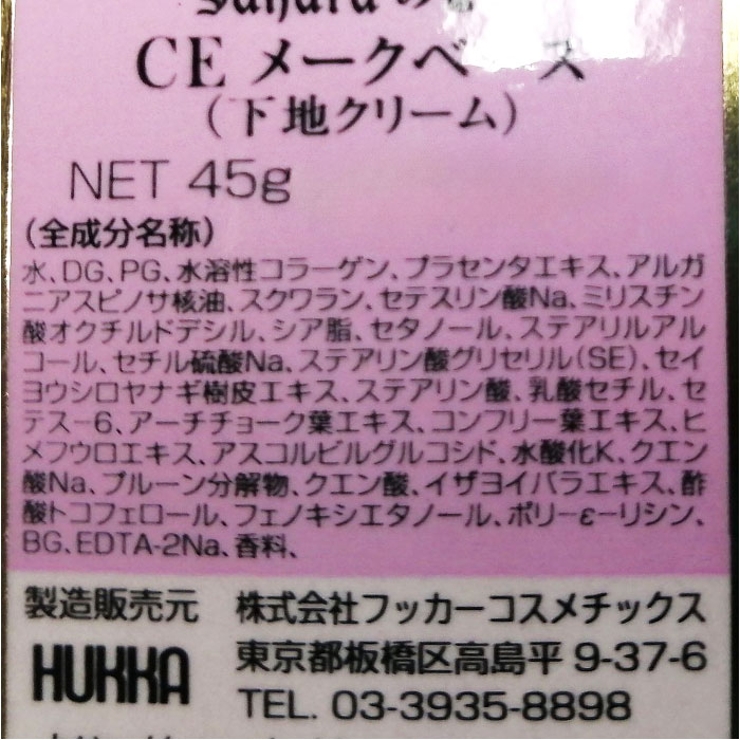 sahara の
CE メークベース
(下地クリーム)
NET 45g
(全成分名称)
水、DG、PG、水溶性コラーゲン、プラセンタエキス、アルガ
ニアスピノサ核油、スクワラン、セテスリン酸Na、ミリスチン
酸オクチルドデシル、シア脂、セタノール、ステアリルアル
コール、セチル硫酸Na、ステアリン酸グリセリル(SE)、セイ
ヨウシロヤナギ樹皮エキス、ステアリン酸、乳酸セチル、セ
テス-6、アーチチョーク葉エキス、コンフリー葉エキス、ヒ
メフウロエキス、アスコルビルグルコシド、水酸化K、クエン
酸Na、プルーン分解物、クエン酸、イザヨイバラエキス、酢
酸トコフェロール、フェノキシエタノール、ポリ-ε-リシン、
BG、EDTA-2Na、香料、
製造販売元 株式会社フッカーコスメチックス
HUKKA 東京都板橋区高島平 9-37-6
TEL. 03-3935-8898